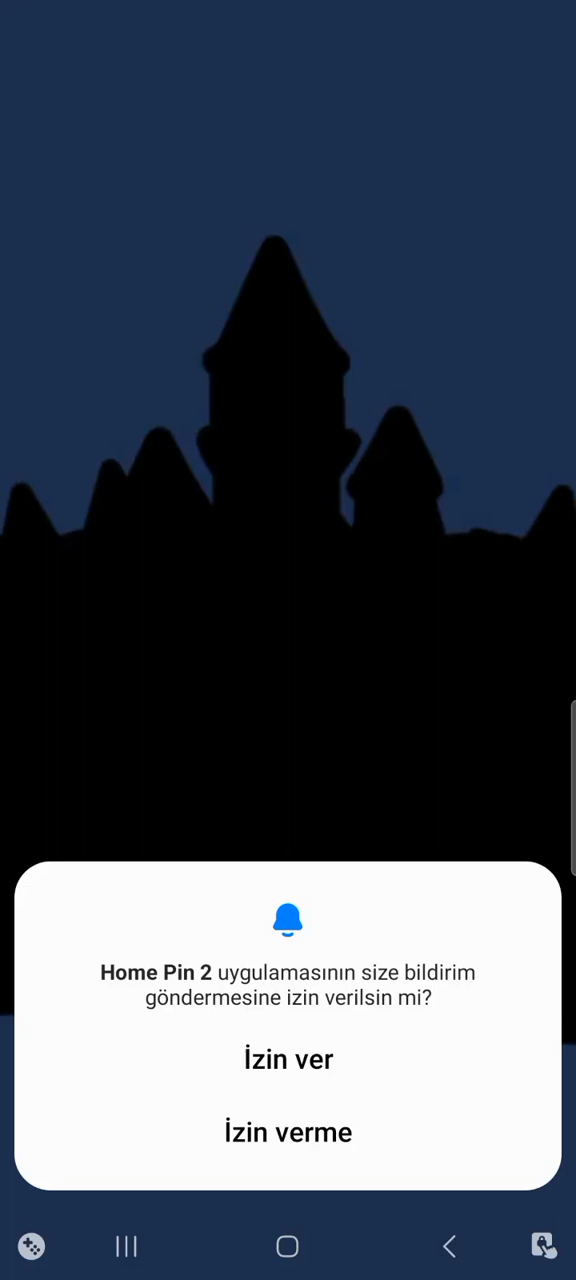 Home Pin 2 uygulamasının size bildirim
göndermesine izin verilsin mi?
İzin ver
İzin verme